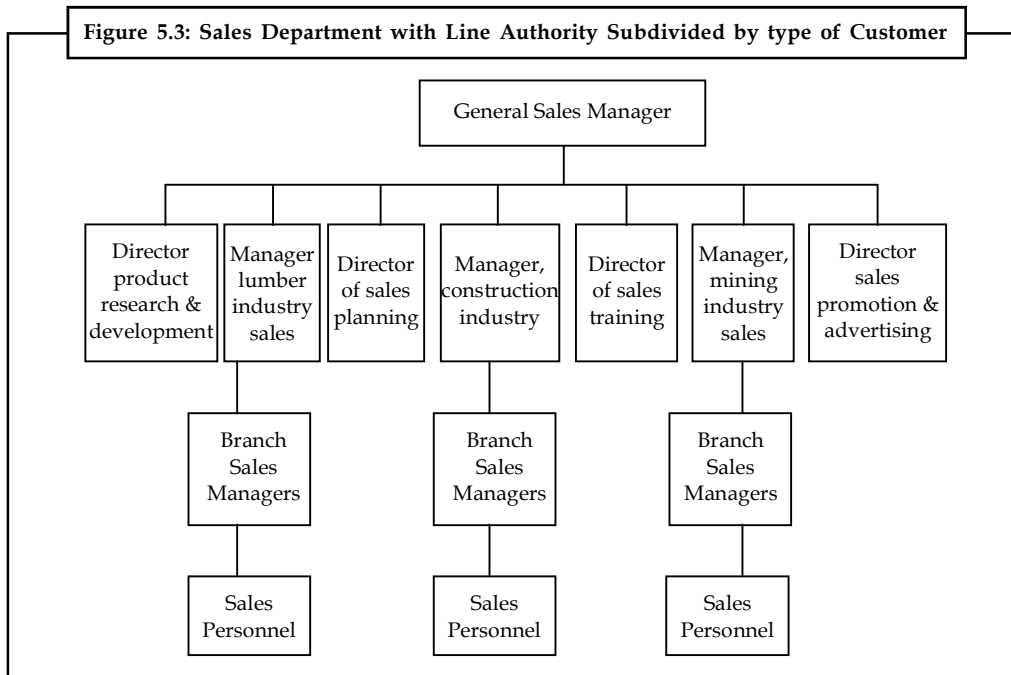 Figure 5.3: Sales Department with Line Authority Subdivided by type of Customer
General Sales Manager
Director
product
research &
development
Manager
lumber
industry
sales
Director
of sales
planning
Manager,
construction
industry
Director
of sales
training
Manager,
mining
industry
sales
Director
sales
promotion &
advertising
Branch
Sales
Managers
Branch
Sales
Managers
Branch
Sales
Managers
Sales
Personnel
Sales
Personnel
Sales
Personnel